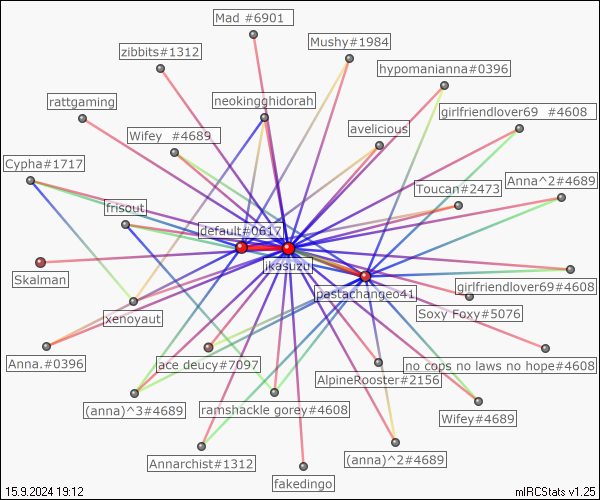 Mad #6901
Mushy#1984
zibbits#1312
hypomanianna#0396
rattgaming
neokingghidorah
girlfriendlover69 #4608
avelicious
Wifey #4689
Cypha#1717
Toucan#2473
Anna^2#4689
frisout
default#0617
ikasuzu
Skalman
pastachangeo41
girlfriendlover69#4608
xenoyaut
Soxy Foxy#5076
Anna.#0396
ace deucy#7097
no cops no laws no hope#4608
AlpineRooster#2156
(anna)^3#4689
ramshackle gorey#4608
Wifey#4689
Annarchist#1312
(anna)^2#4689
fakedingo
15.9.2024 19:12
mIRCStats v1.25